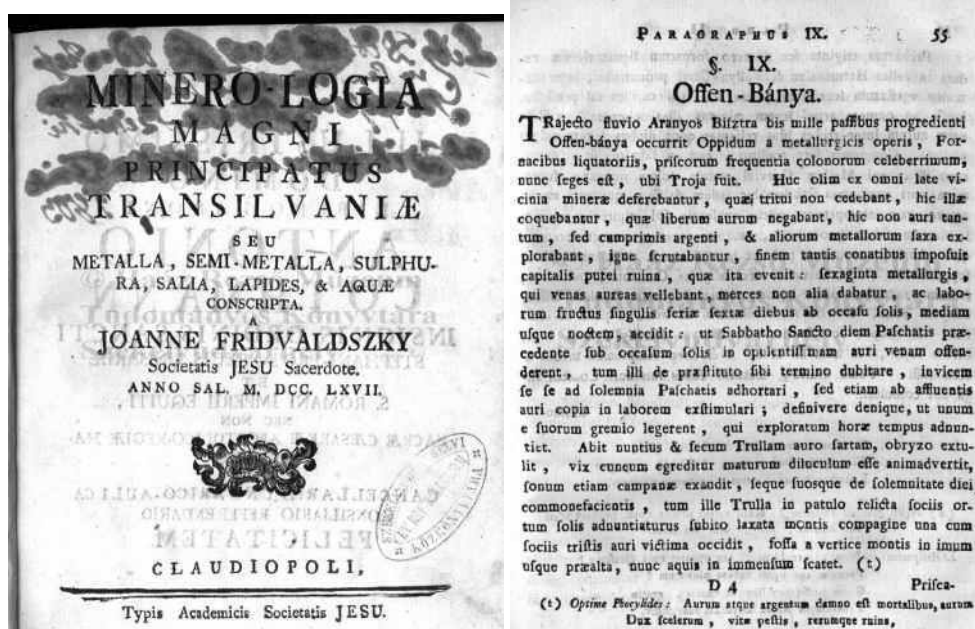 MINERO-LOGIA
MAGNI
PRINCIPATUS
TRANSILVANIÆ
SEU
METALLA, SEMI-METALLA, SULPHU-
RA, SALIA, LAPIDES, & AQUÆ
CONSCRIPTA.
A
JOANNE FRIDVALDSZKY
Societatis JESU Sacerdote.
ANNO SAL. M. DCC. LXVII.
CLAUDIOPOLI,
Typis Academicis Societatis JESU.
PARAGRAPHUS IX. 55
§. IX.
Offen-Bánya.
TRajecto fluvio Aranyos Biſztra bis mille paſſibus progredienti
Offen-bánya occurrit Oppidum a metallurgicis operis, For-
nacibus liquatoriis, priſcorum frequentia colonorum celeberrimum,
nunc ſeges eſt, ubi Troja fuit. Huc olim ex omni late vi-
cinia mineræ deferebantur, quæ tritui non cedebant, hic illæ
coquebantur, quæ liberum aurum negabant, hic non auri tan-
tum, ſed cumprimis argenti, & aliorum metallorum ſaxa ex-
plorabant, igne ſcrutabantur, finem tantis conatibus impoſuit
capitalis putei ruina, quæ ita evenit: ſexaginta metallurgis,
qui venas aureas vellebant, merces non alia dabatur, ac labo-
rum fructus ſingulis feriæ ſextæ diebus ab occaſu ſolis, mediam
uſque noctem, accidit: ut Sabbatho Sancto diem Paſchatis præ-
cedente ſub occaſum ſolis in opulentiſſimam auri venam offen-
derent, tum illi de præſtituto ſibi termino dubitare, invicem
ſe ſe ad ſolemnia Paſchatis adhortari, ſed etiam ab affluentis
auri copia in laborem exſtimulari; definivere denique, ut unum
e ſuorum gremio legerent, qui exploratum horæ tempus adnun-
tiet. Abit nuntius & ſecum Trullam auro ſartam, obryzo extu-
lit, vix cuneum egreditur maturum diluculum eſſe animadvertit,
ſonum etiam campanæ exaudit, ſeque ſuosque de ſolemnitate diei
commonefacientis, tum ille Trulla in patulo relicta ſociis or-
tum ſolis adnuntiaturus ſubito laxata montis compagine una cum
ſociis triſtis auri victima occidit, foſſa a vertice montis in imum
uſque præalta, nunc aquis in immenſum ſcatet. (t)
D 4 Priſca-
(t) Optime Phocylides: Aurum atque argentum damno eſt mortalibus, aurum
Dux ſcelerum, vitæ peſtis, rerumque ruina,